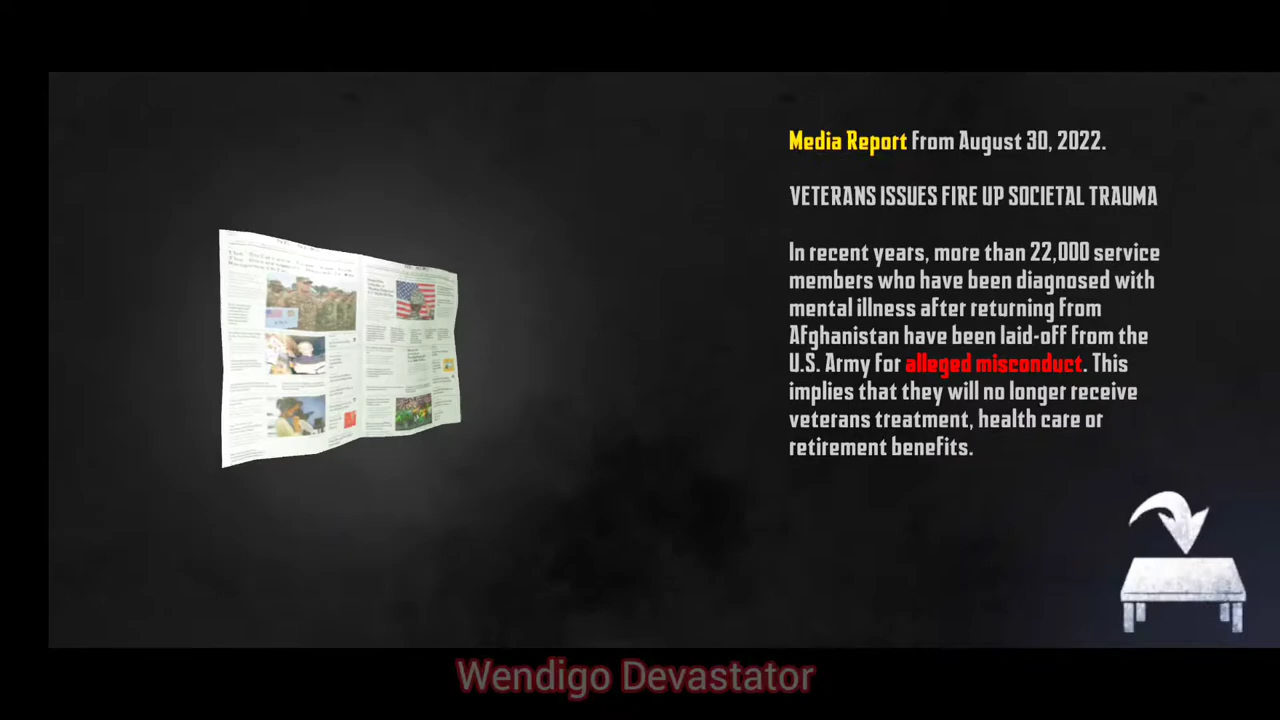 Media Report From August 30, 2022.
VETERANS ISSUES FIRE UP SOCIETAL TRAUMA
In recent years, more than 22,000 service
members who have been diagnosed with
mental illness after returning from
Afghanistan have been laid-off from the
U.S. Army for alleged misconduct. This
implies that they will no longer receive
veterans treatment, health care or
retirement benefits.
Wendigo Devastator